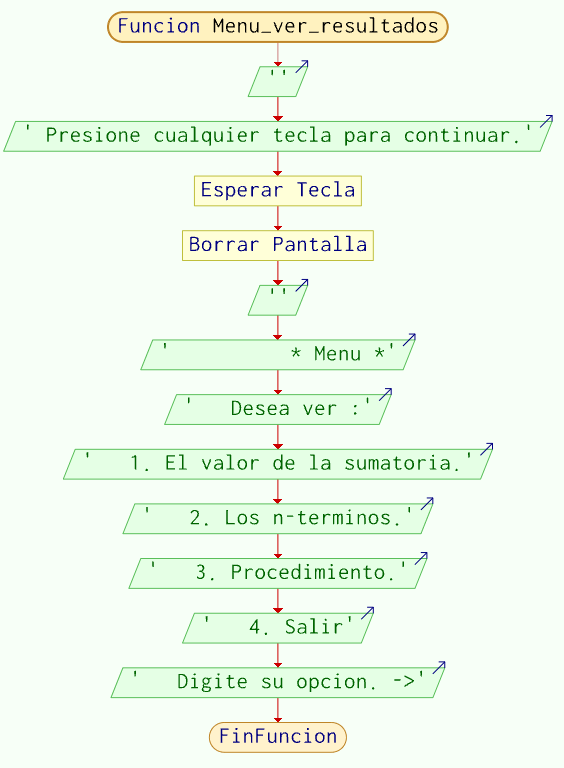 Funcion Menu_ver_resultados
''
' Presione cualquier tecla para continuar.'
Esperar Tecla
Borrar Pantalla
''
'          * Menu *'
'   Desea ver :'
'   1. El valor de la sumatoria.'
'   2. Los n-terminos.'
'   3. Procedimiento.'
'   4. Salir'
'   Digite su opcion. ->'
FinFuncion